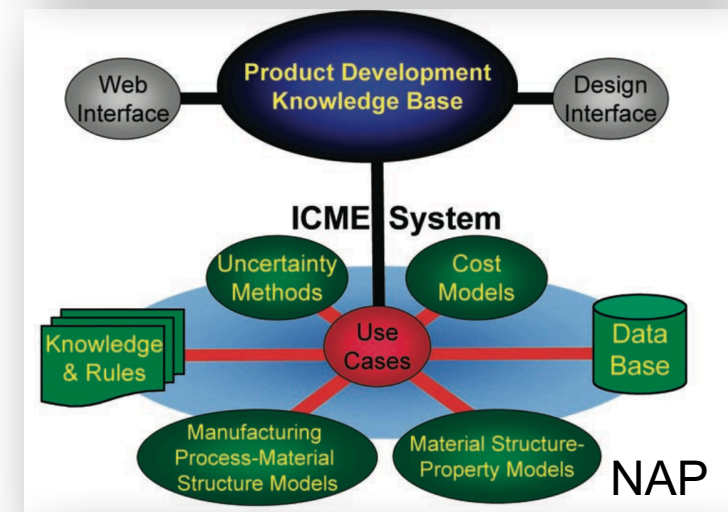 Web
Interface
Product Development
Knowledge Base
Design
Interface
ICME System
Uncertainty
Methods
Cost
Models
Knowledge
& Rules
Use
Cases
Data
Base
Manufacturing
Process-Material
Structure Models
Material Structure-
Property Models
NAP